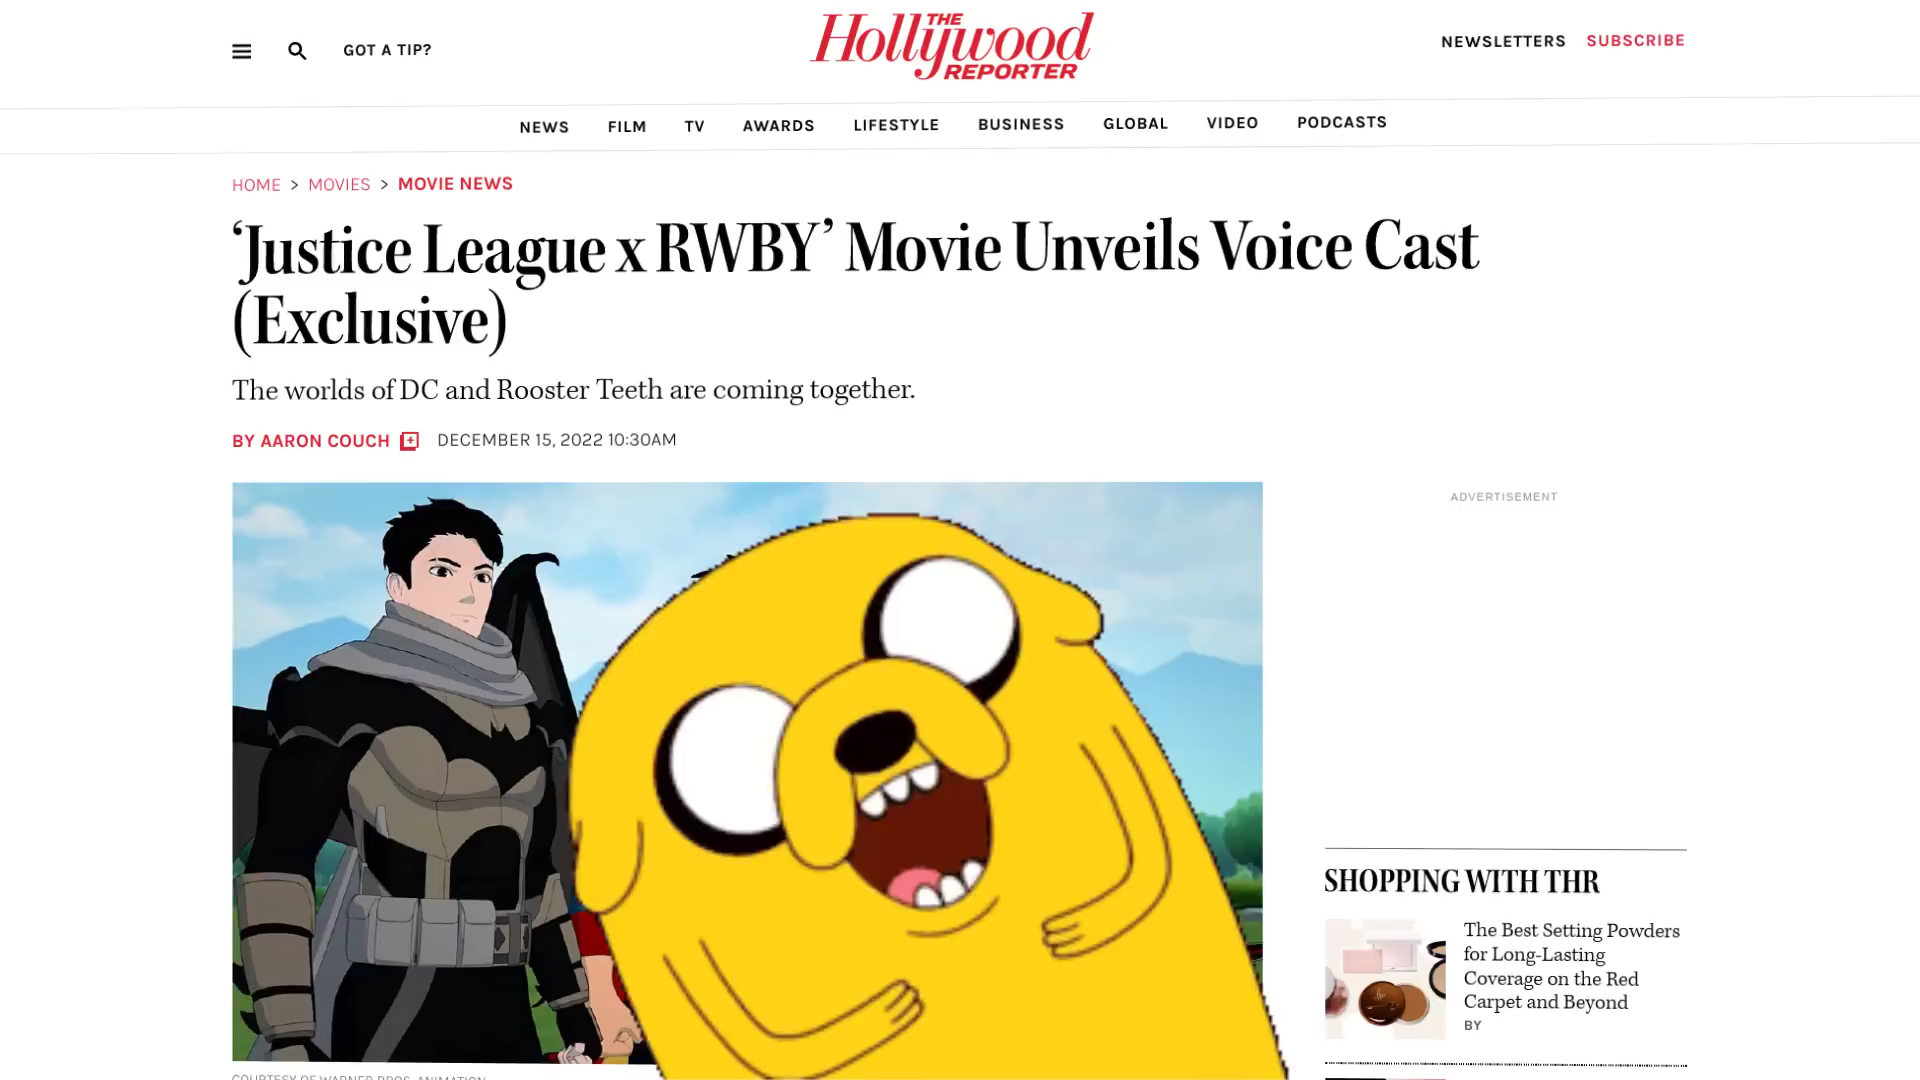 GOT A TIP?
THE
Hollywood
REPORTER
NEWSLETTERS SUBSCRIBE
NEWS FILM TV AWARDS LIFESTYLE BUSINESS GLOBAL VIDEO PODCASTS
HOME > MOVIES > MOVIE NEWS
‘Justice League x RWBY’ Movie Unveils Voice Cast
(Exclusive)
The worlds of DC and Rooster Teeth are coming together.
BY AARON COUCH DECEMBER 15, 2022 10:30AM
ADVERTISEMENT
SHOPPING WITH THR
The Best Setting Powders
for Long-Lasting
Coverage on the Red
Carpet and Beyond
BY
COURTESY OF WARNER BROS. ANIMATION